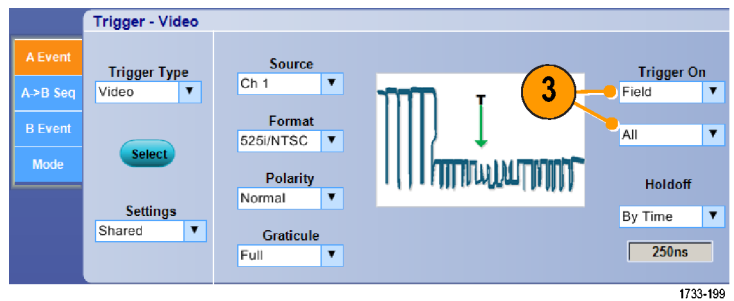 Trigger - Video
A Event
A->B Seq
B Event
Mode
Trigger Type
Video
Select
Settings
Shared
Source
Ch 1
Format
525i/NTSC
Polarity
Normal
Graticule
Full
T
3
Trigger On
Field
All
Holdoff
By Time
250ns
1733-199